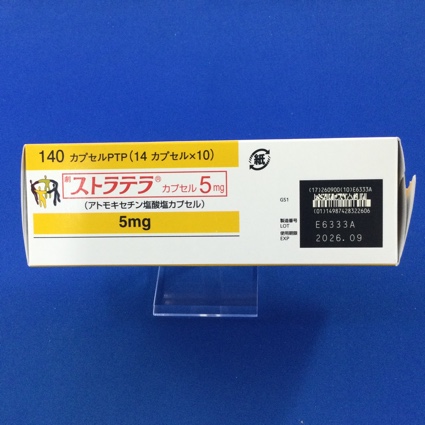 140 カプセルPTP(14 カプセル×10)
劇 ストラテラ® カプセル 5mg
(アトモキセチン塩酸塩カプセル)
5mg
紙
GS1
(17)260900(10)E6333A
(01)14987428322606
製造番号
LOT E6333A
使用期限
EXP 2026.09